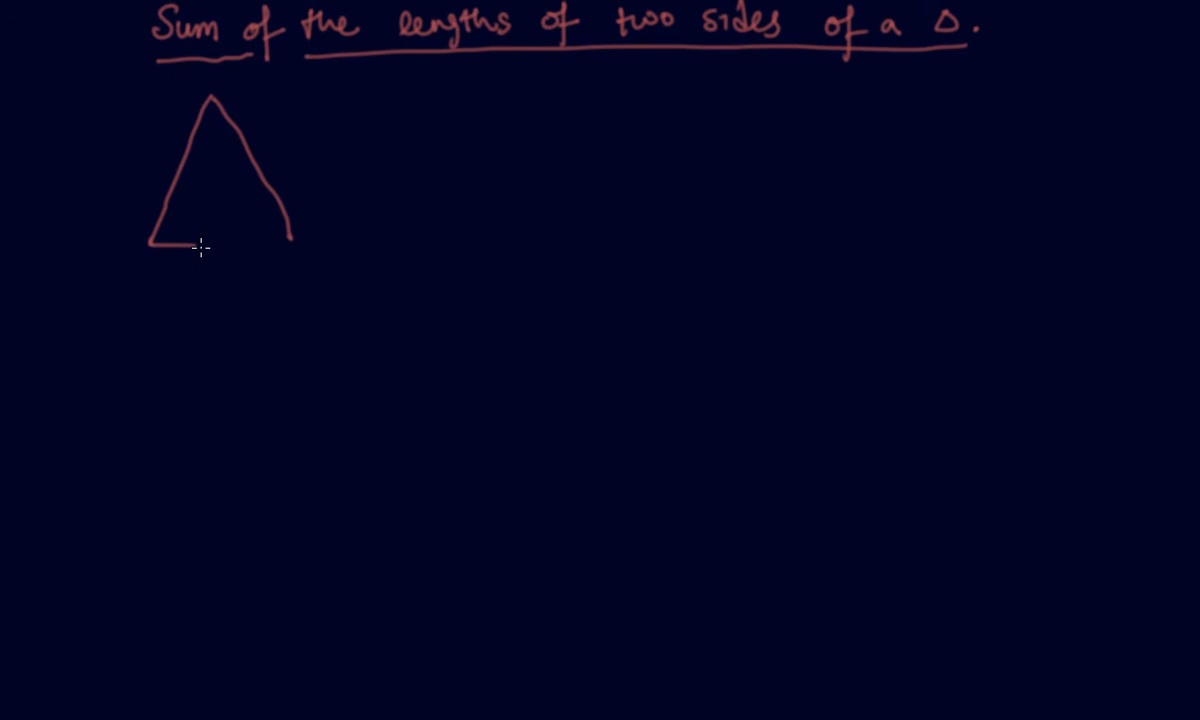 Sum of the lengths of two sides of a Δ.